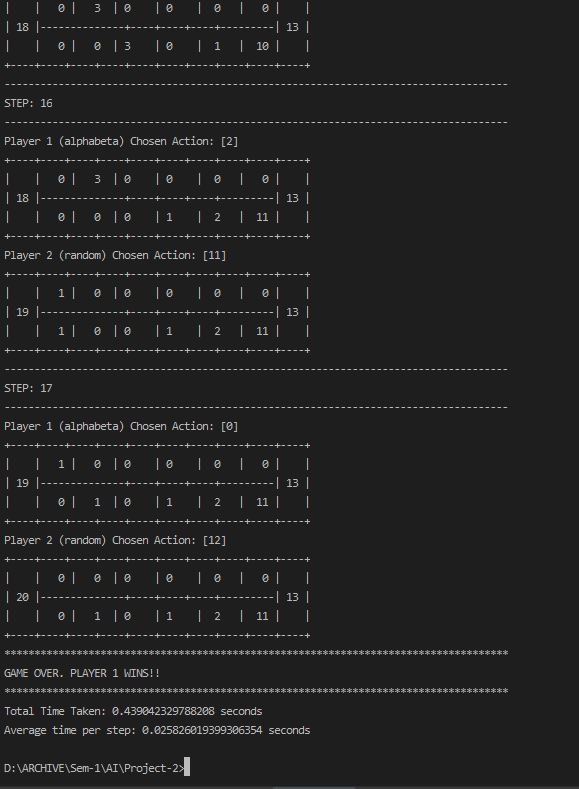 |    |   0 |   3  | 0    | 0    |  0   |   0 |    |
| 18 |--------------+----+----+---------| 13 |
|    |   0 |   0  | 3    | 0    |  1   |  10 |    |
+----+----+----+----+----+----+----+----+
------------------------------------------------------------------------------------
STEP: 16
------------------------------------------------------------------------------------
Player 1 (alphabeta) Chosen Action: [2]
+----+----+----+----+----+----+----+----+
|    |   0 |   3  | 0    | 0    |  0   |   0 |    |
| 18 |--------------+----+----+---------| 13 |
|    |   0 |   0  | 0    | 1    |  2   |  11 |    |
+----+----+----+----+----+----+----+----+
Player 2 (random) Chosen Action: [11]
+----+----+----+----+----+----+----+----+
|    |   1 |   0  | 0    | 0    |  0   |   0 |    |
| 19 |--------------+----+----+---------| 13 |
|    |   1 |   0  | 0    | 1    |  2   |  11 |    |
+----+----+----+----+----+----+----+----+
------------------------------------------------------------------------------------
STEP: 17
------------------------------------------------------------------------------------
Player 1 (alphabeta) Chosen Action: [0]
+----+----+----+----+----+----+----+----+
|    |   1 |   0  | 0    | 0    |  0   |   0 |    |
| 19 |--------------+----+----+---------| 13 |
|    |   0 |   1  | 0    | 1    |  2   |  11 |    |
+----+----+----+----+----+----+----+----+
Player 2 (random) Chosen Action: [12]
+----+----+----+----+----+----+----+----+
|    |   0 |   0  | 0    | 0    |  0   |   0 |    |
| 20 |--------------+----+----+---------| 13 |
|    |   0 |   1  | 0    | 1    |  2   |  11 |    |
+----+----+----+----+----+----+----+----+
************************************************************************************
GAME OVER. PLAYER 1 WINS!!
************************************************************************************
Total Time Taken: 0.439042329788208 seconds
Average time per step: 0.025826019399306354 seconds
D:\ARCHIVE\Sem-1\AI\Project-2>